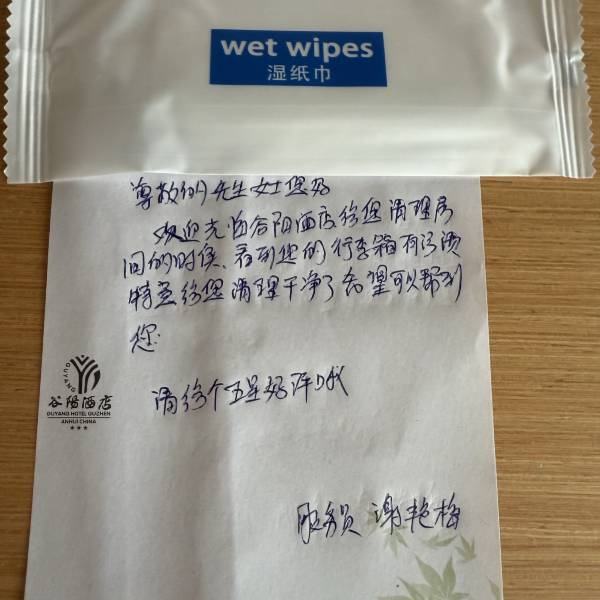 wet wipes
湿纸巾
尊敬的先生女士您好
欢迎光临谷阳酒店给您清理房
间的时候、看到您的行李箱有污渍
特意给您清理干净了希望可以帮到
您
请给个五星好评哦
GUYANG
谷阳酒店
GUYANG HOTEL GUZHEN
ANHUI CHINA
服务员 谢艳梅